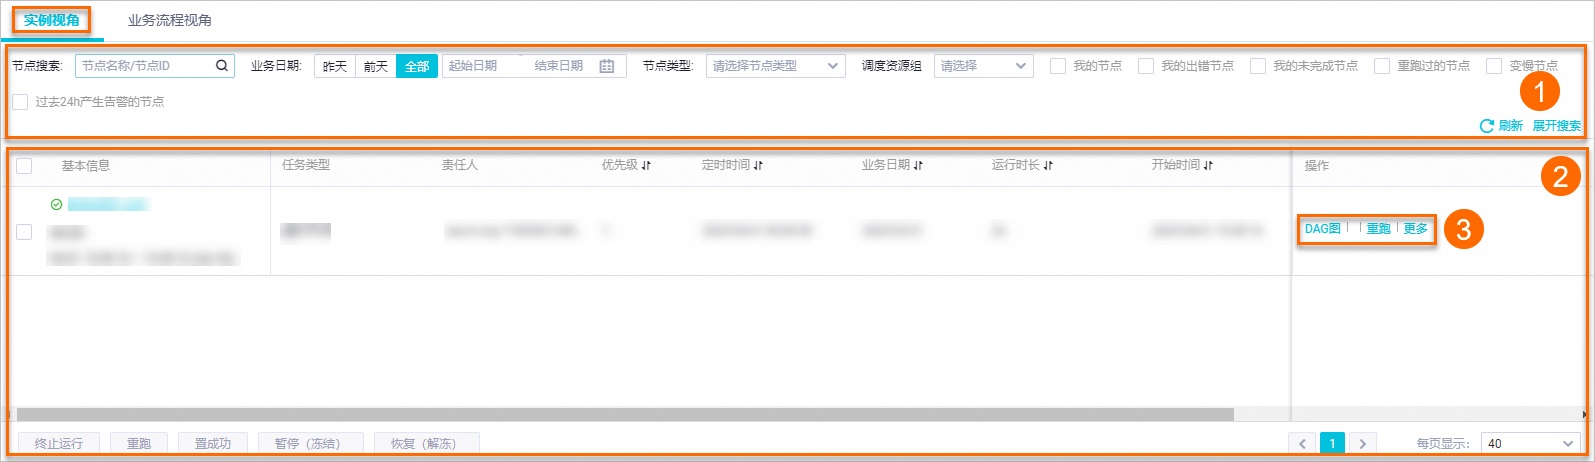 实例视角 业务流程视角
节点搜索: 节点名称/节点ID 业务日期: 昨天 前天 全部 起始日期 - 结束日期 节点类型: 请选择节点类型 调度资源组 请选择 我的节点 我的出错节点 我的未完成节点 重跑过的节点 变慢节点
过去24h产生告警的节点
1
刷新 展开搜索
基本信息 任务类型 责任人 优先级 定时时间 业务日期 运行时长 开始时间 操作
2
DAG图 | | 重跑 | 更多
3
终止运行 重跑 置成功 暂停（冻结） 恢复（解冻） < 1 > 每页显示: 40